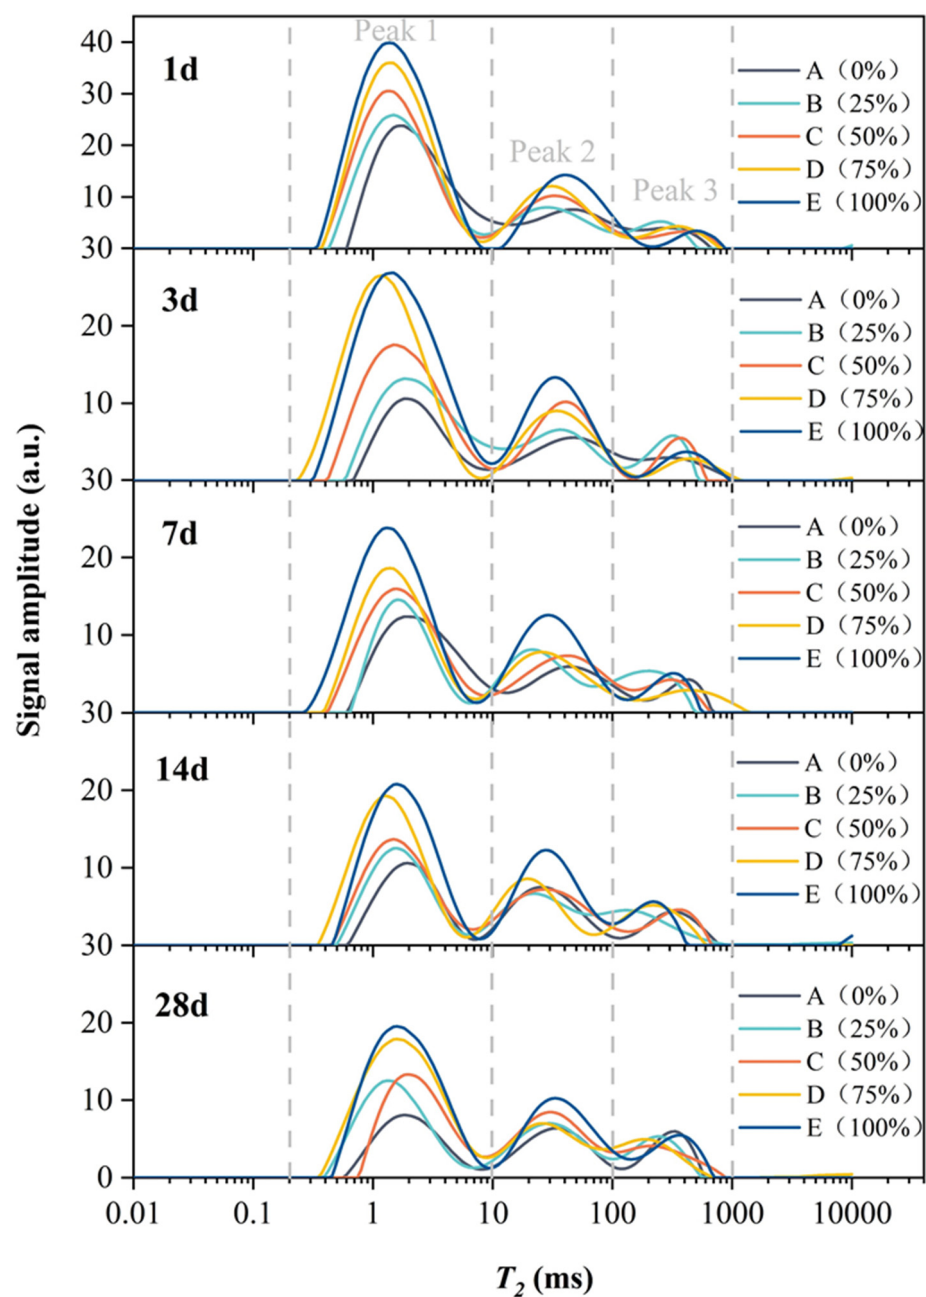 Peak 1
40
1d
A（0%）
30
B（25%）
C（50%）
20
Peak 2
D（75%）
Peak 3
10
E（100%）
30
3d
A（0%）
20
B（25%）
C（50%）
10
D（75%）
E（100%）
30
7d
A（0%）
20
B（25%）
C（50%）
10
D（75%）
E（100%）
30
14d
A（0%）
20
B（25%）
C（50%）
10
D（75%）
E（100%）
30
28d
A（0%）
20
B（25%）
C（50%）
10
D（75%）
E（100%）
0
Signal amplitude (a.u.)
0.01 0.1 1 10 100 1000 10000
T2 (ms)